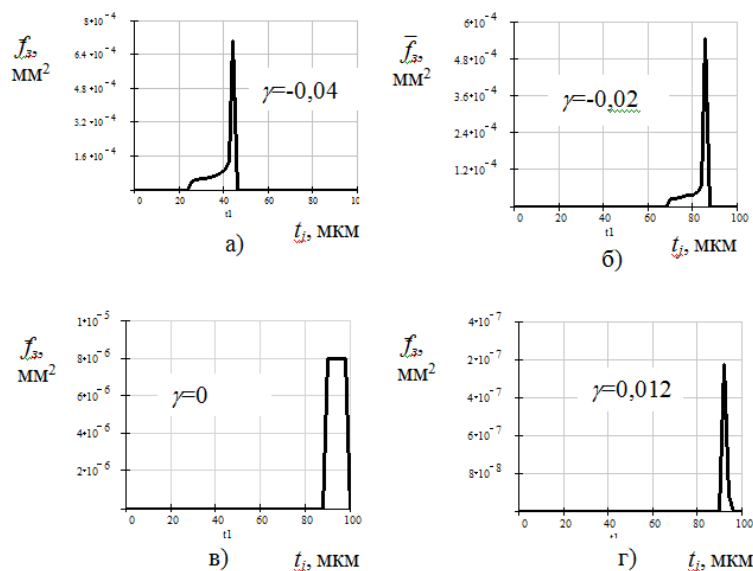 f̄з, мм²
8•10⁻⁴
6.4•10⁻⁴
3.2•10⁻⁴
1.6•10⁻⁴
γ=-0,04
0 20 40 60 80 10
t1
tᵢ, мкм
а)
f̄з, мм²
6•10⁻⁴
4.8•10⁻⁴
3.6•10⁻⁴
2.4•10⁻⁴
1.2•10⁻⁴
γ=-0,02
0 20 40 60 80 100
t1
tᵢ, мкм
б)
f̄з, мм²
1•10⁻⁵
8•10⁻⁶
6•10⁻⁶
4•10⁻⁶
2•10⁻⁶
γ=0
0 20 40 60 80 100
t1
tᵢ, мкм
в)
f̄з, мм²
4•10⁻⁷
2•10⁻⁷
4•10⁻⁷
6•10⁻⁷
8•10⁻⁸
γ=0,012
0 20 40 60 80 100
tᵢ, мкм
г)